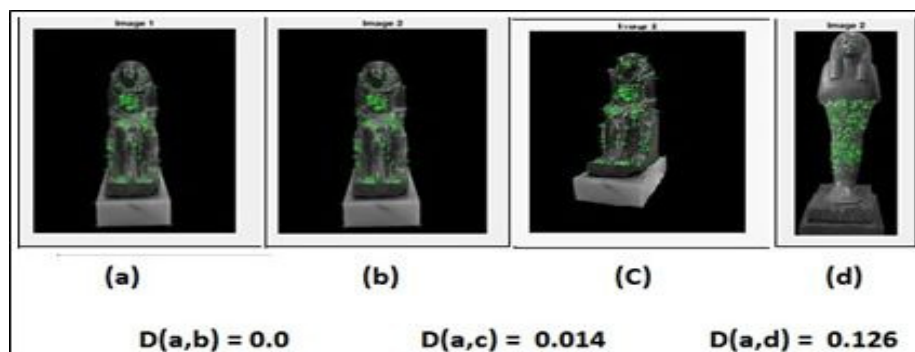 Image 1
Image 2
Image 2
(a)
(b)
(C)
(d)
D(a,b) = 0.0
D(a,c) = 0.014
D(a,d) = 0.126